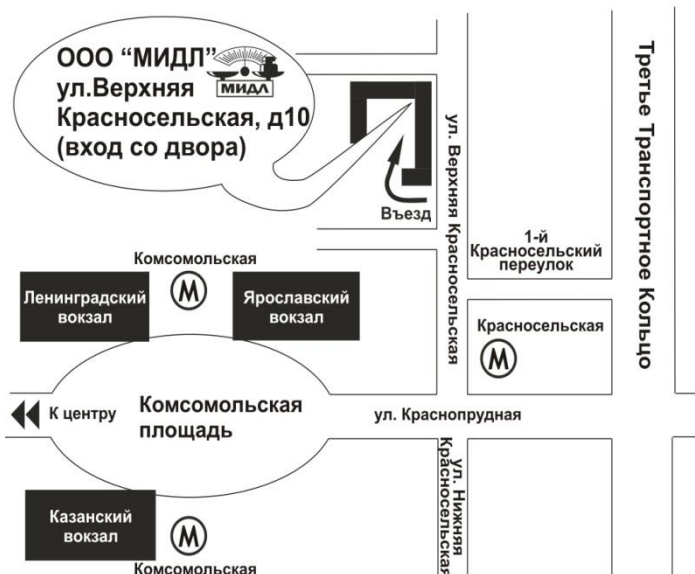 ООО “МИДЛ”
ул.Верхняя
Красносельская, д10
(вход со двора)
МИДЛ
Въезд
ул. Верхняя Красносельская
Третье Транспортное Кольцо
1-й
Красносельский
переулок
Комсомольская
М
Ленинградский
вокзал
Ярославский
вокзал
Красносельская
М
К центру
Комсомольская
площадь
ул. Краснопрудная
ул. Нижняя
Красносельская
Казанский
вокзал
М
Комсомольская